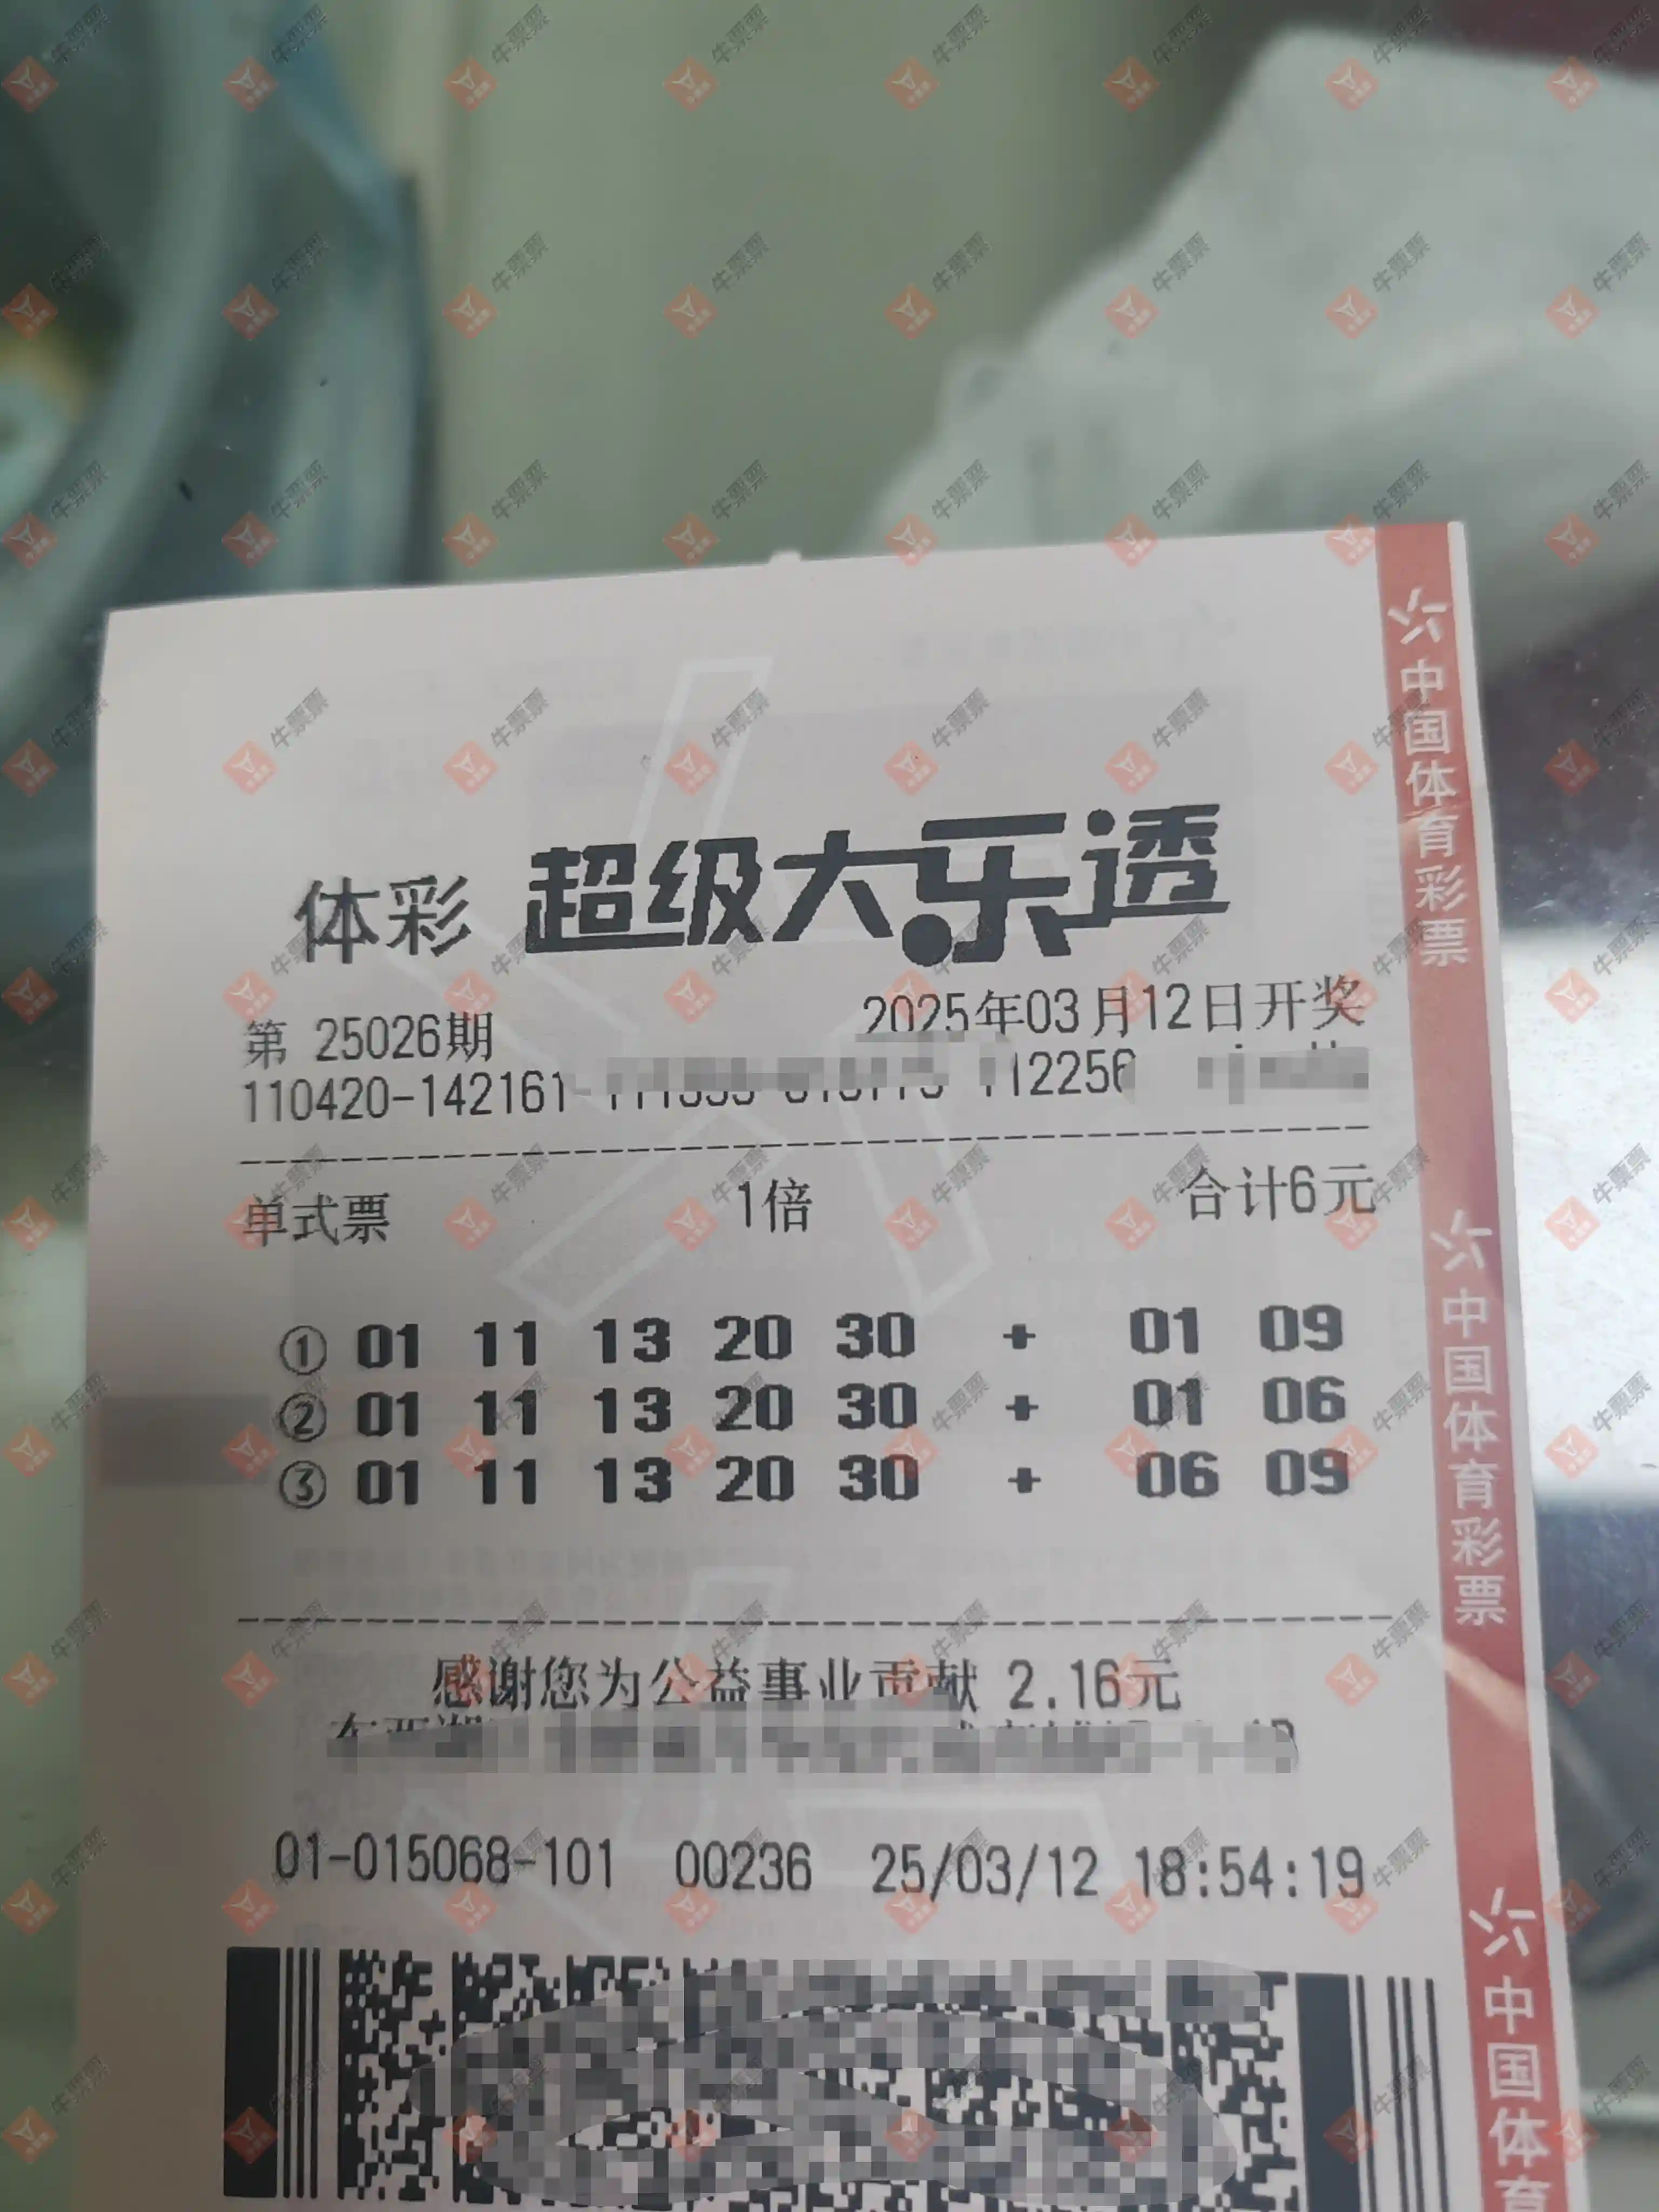 体彩 超级大乐透
第 25026期 2025年03月12日开奖
110420-142161- 112256
单式票 1倍 合计6元
① 01 11 13 20 30 + 01 09
② 01 11 13 20 30 + 01 06
③ 01 11 13 20 30 + 06 09
感谢您为公益事业贡献 2.16元
01-015068-101 00236 25/03/12 18:54:19
中国体育彩票
中国体育彩票
中国体育
牛票票